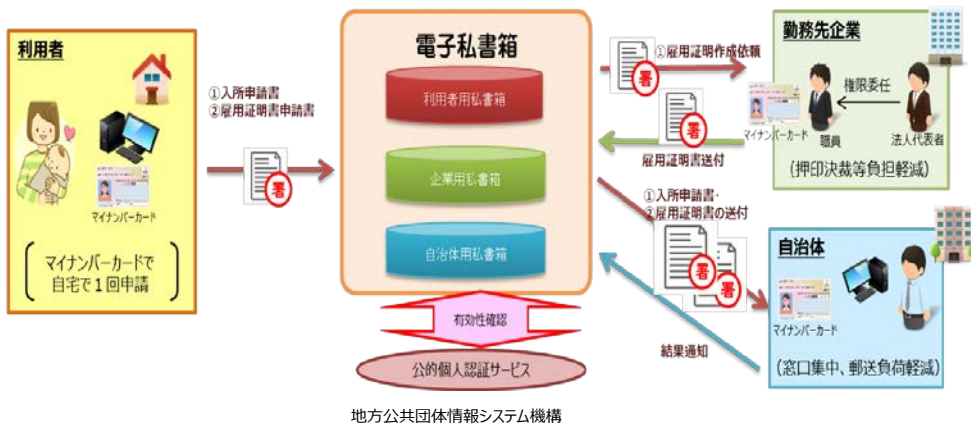 利用者
マイナンバーカード
マイナンバーカードで
自宅で1回申請
①入所申請書
②雇用証明書申請書
署
電子私書箱
利用者用私書箱
企業用私書箱
自治体用私書箱
有効性確認
公的個人認証サービス
地方公共団体情報システム機構
署
①雇用証明作成依頼
署
雇用証明書送付
①入所申請書・
②雇用証明書の送付
署
署
結果通知
勤務先企業
権限委任
マイナンバーカード
職員
法人代表者
(押印決裁等負担軽減)
自治体
マイナンバーカード
(窓口集中、郵送負荷軽減)